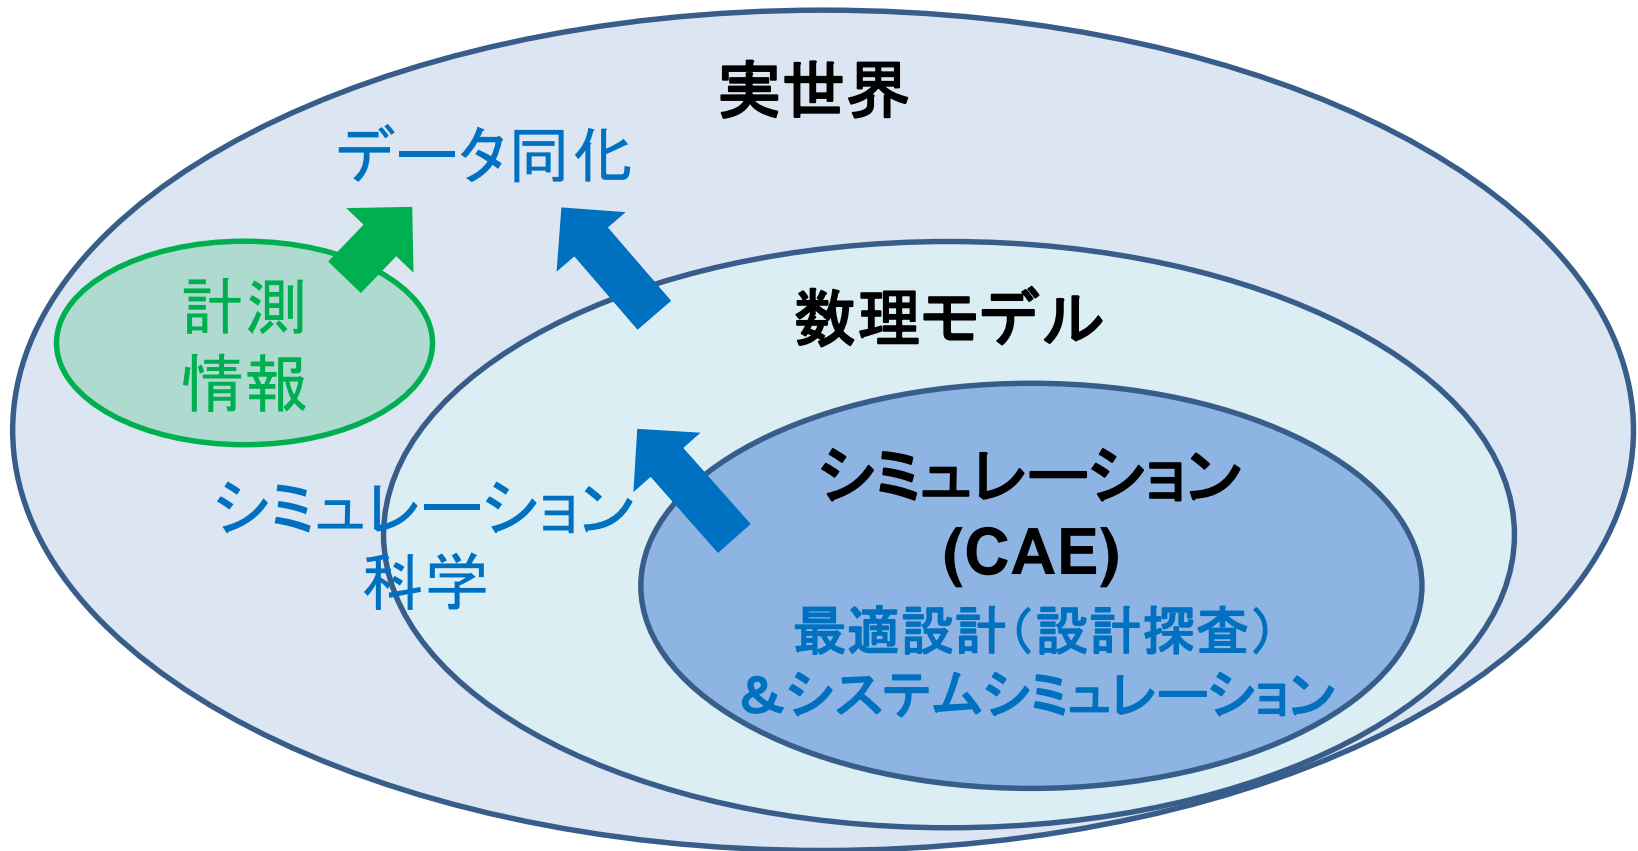 実世界
データ同化
計測
情報
数理モデル
シミュレーション
科学
シミュレーション
(CAE)
最適設計（設計探査）
＆システムシミュレーション